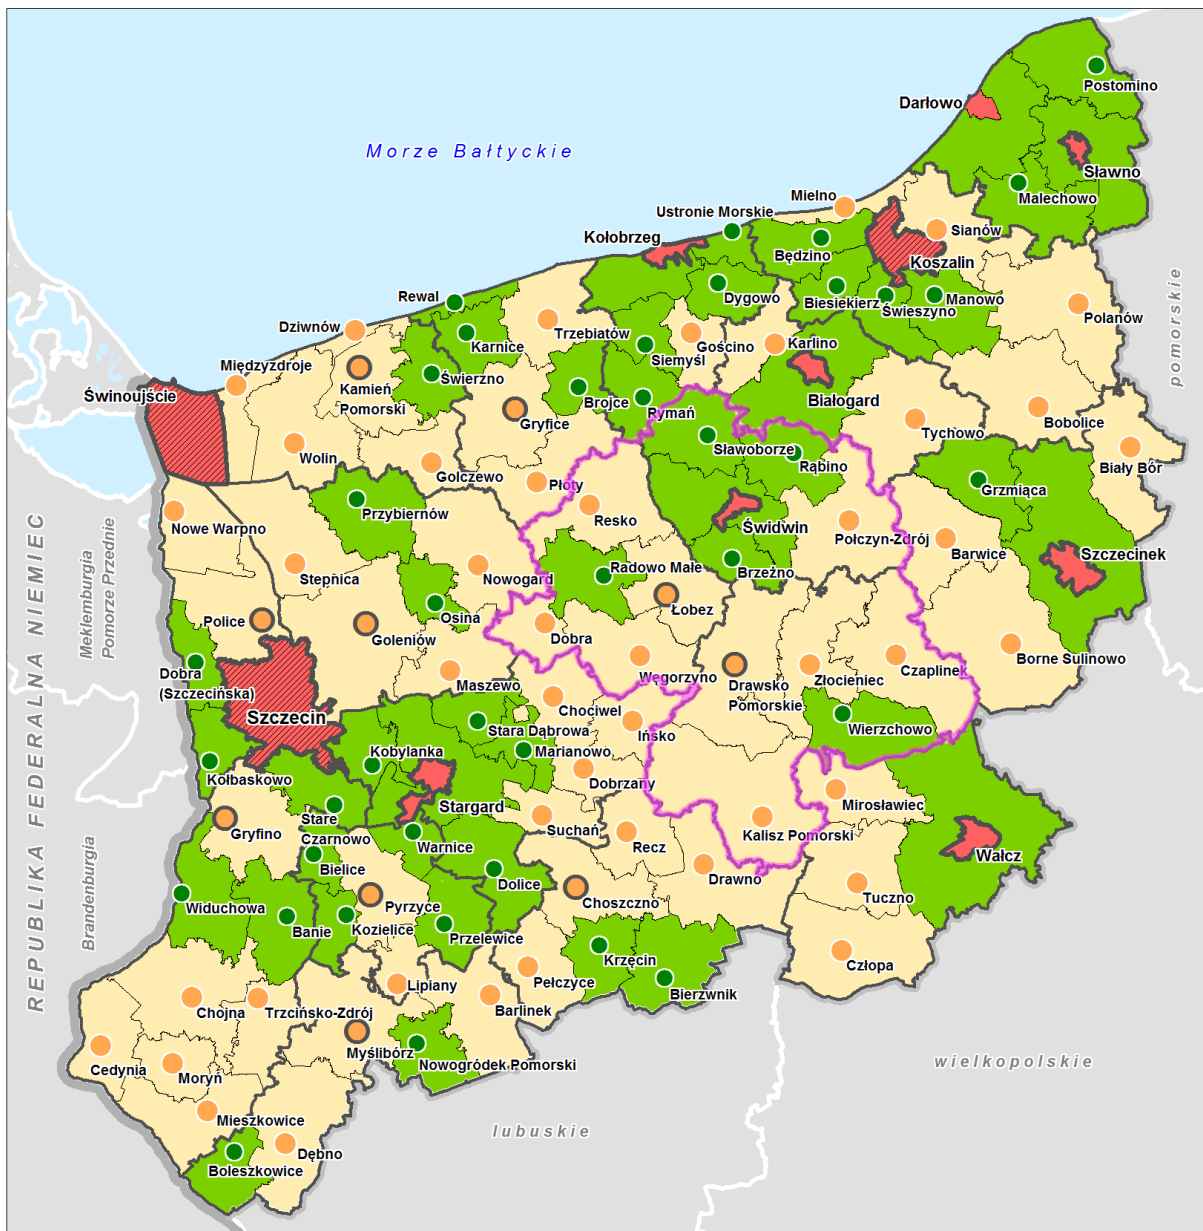 Morze Bałtyckie
Postomino
Darłowo
Sławno
Malechowo
Mielno
Ustronie Morskie
Sianów
Kołobrzeg
Będzino
Koszalin
Rewal
Dygowo
Biesiekierz
Manowo
Świeszyno
Polanów
pomorskie
Dziwnów
Trzebiatów
Karnice
Gościno
Karlino
Siemyśl
Międzyzdroje
Świnoujście
Kamień
Pomorski
Świerzno
Brojce
Białogard
Rymań
Gryfice
Tychowo
Bobolice
Sławoborze
Rąbino
Biały Bór
Wolin
Golczewo
Płoty
Grzmiąca
Przybiernów
Resko
Świdwin
Nowe Warpno
Połczyn-Zdrój
Barwice
Szczecinek
Stepnica
Nowogard
Radowo Małe
Brzeźno
Łobez
Osina
Police
Goleniów
Dobra
Węgorzyno
Czaplinek
Borne Sulinowo
Dobra
(Szczecińska)
Maszewo
Drawsko
Pomorskie
Złocieniec
Chociwel
Szczecin
Stara Dąbrowa
Ińsko
Wierzchowo
Kobylanka
Marianowo
Kołbaskowo
Dobrzany
Stargard
Mirosławiec
Gryfino
Stare
Czarnowo
Suchań
Kalisz Pomorski
Warnice
Recz
Wałcz
Bielice
Dolice
Drawno
Widuchowa
Pyrzyce
Choszczno
Tuczno
Banie
Kozielice
Przelewice
Krzęcin
Człopa
Lipiany
Pełczyce
Bierzwnik
Chojna
Trzcińsko-Zdrój
Barlinek
Cedynia
Moryń
Myślibórz
Nowogródek Pomorski
wielkopolskie
Mieszkowice
lubuskie
Dębno
Boleszkowice
REPUBLIKA FEDERALNA NIEMIEC
Meklemburgia
Pomorze Przednie
Brandenburgia